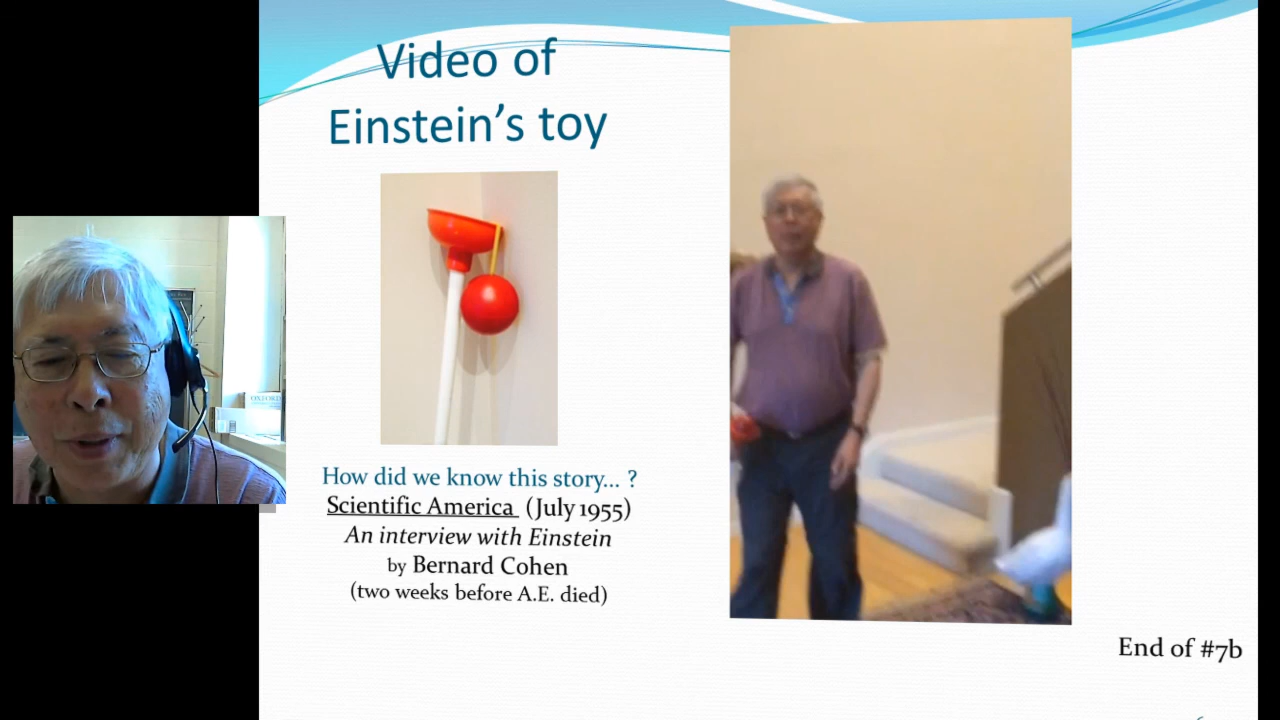 Video of
Einstein’s toy
OXFORD
How did we know this story... ?
Scientific America (July 1955)
An interview with Einstein
by Bernard Cohen
(two weeks before A.E. died)
End of #7b